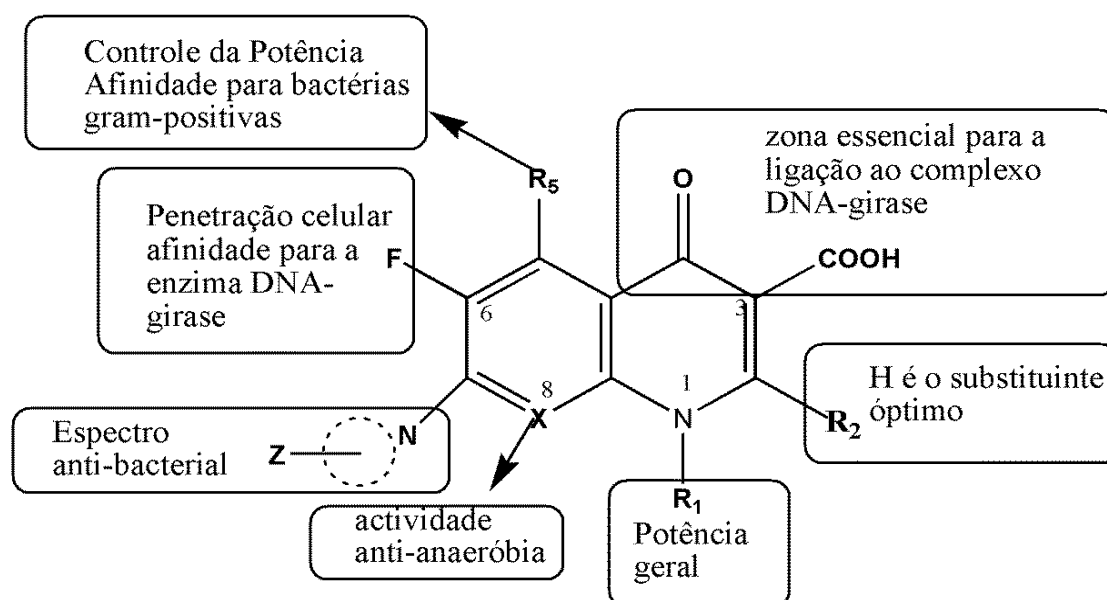 Controle da Potência
Afinidade para bactérias
gram-positivas
zona essencial para a
ligação ao complexo
DNA-girase
R5
O
Penetração celular
afinidade para a
enzima DNA-
girase
F
COOH
6
3
8
1
H é o substituinte
óptimo
X
N
R2
N
Z
Espectro
anti-bacterial
R1
actividade
anti-anaeróbia
Potência
geral